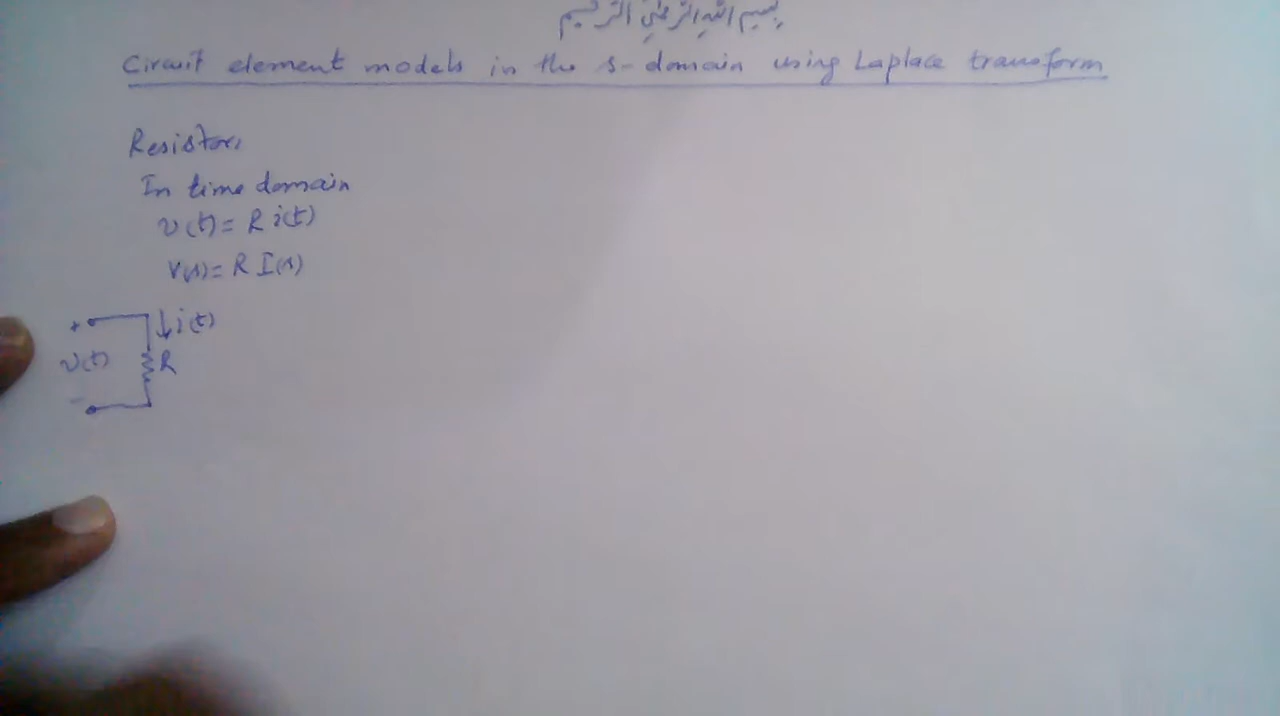 بسم الله الرحمن الرحيم
Circuit element models in the s-domain using Laplace transform
Resistor,
In time domain
v(t) = R i(t)
V(s) = R I(s)
+
i(t)
v(t)
R
-